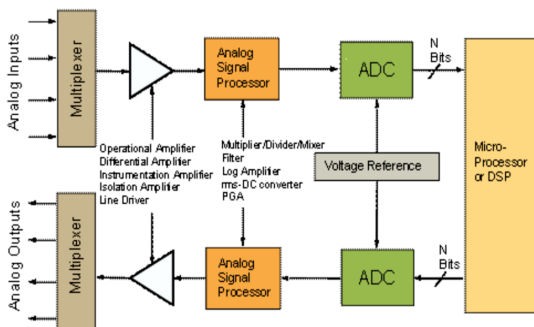 Analog Inputs
Multiplexer
Analog
Signal
Processor
ADC
N
Bits
Operational Amplifier
Differential Amplifier
Instrumentation Amplifier
Isolation Amplifier
Line Driver
Multiplier/Divider/Mixer
Filter
Log Amplifier
rms-DC converter
PGA
Voltage Reference
Micro-
Processor
or DSP
Analog Outputs
Multiplexer
Analog
Signal
Processor
ADC
N
Bits